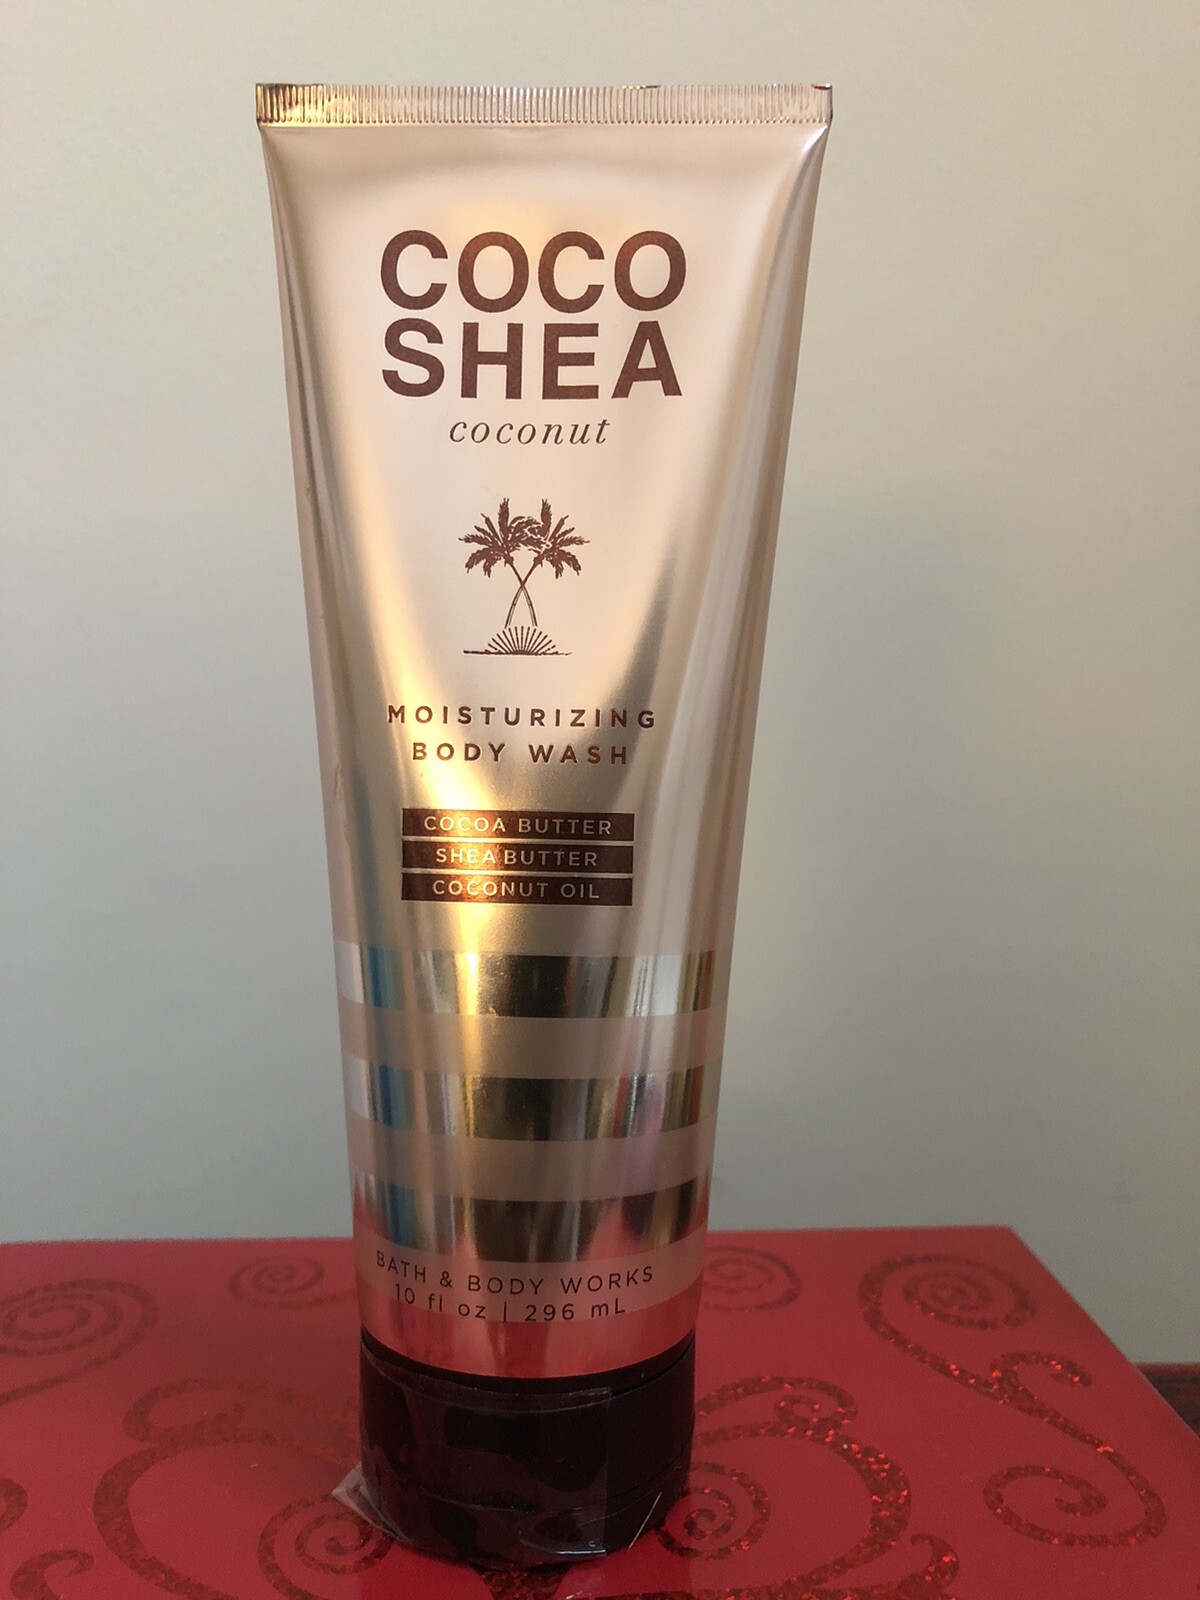 COCO
SHEA
coconut
MOISTURIZING
BODY WASH
COCOA BUTTER
SHEA BUTTER
COCONUT OIL
BATH & BODY WORKS
10 fl oz | 296 mL